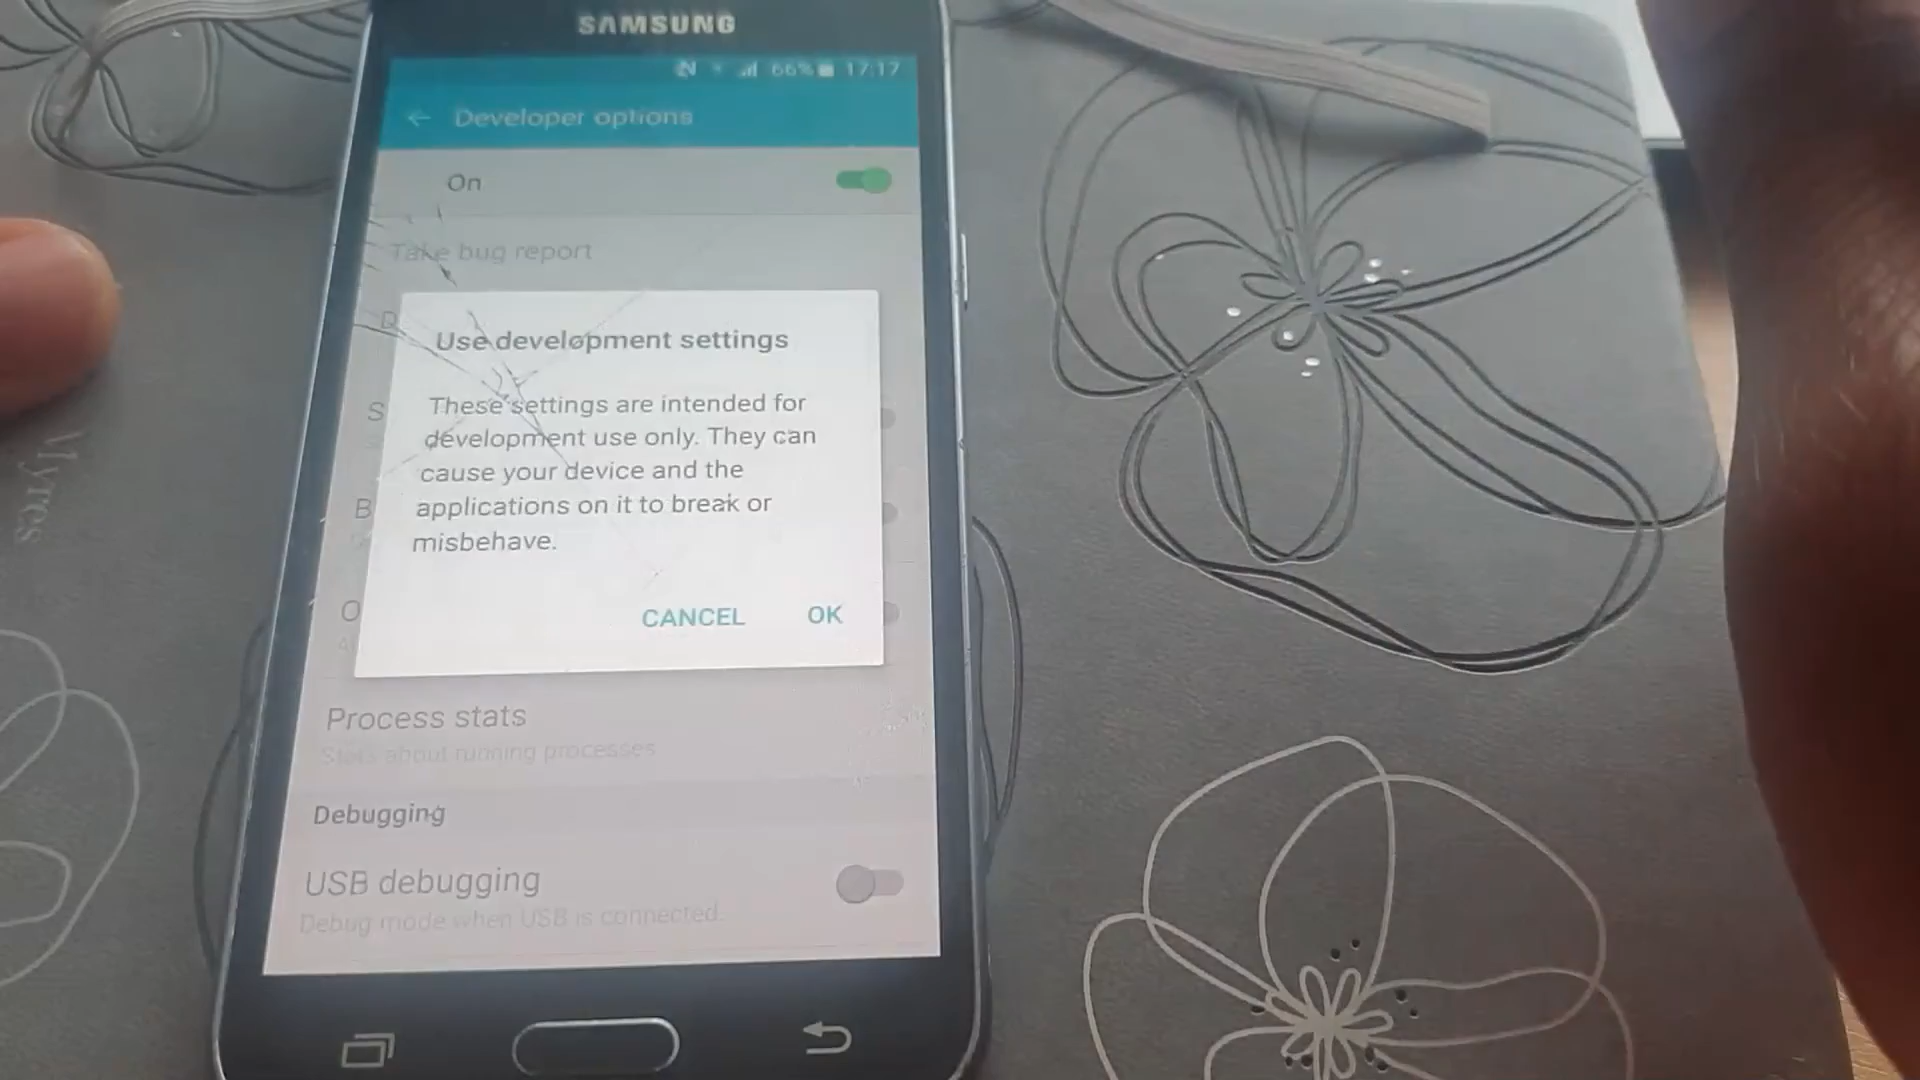 SAMSUNG
66% 17:17
Developer options
On
Take bug report
D
Use development settings
These settings are intended for
development use only. They can
cause your device and the
applications on it to break or
misbehave.
S
B
O
CANCEL OK
Process stats
Stats about running processes
Debugging
USB debugging
Debug mode when USB is connected.
Myres